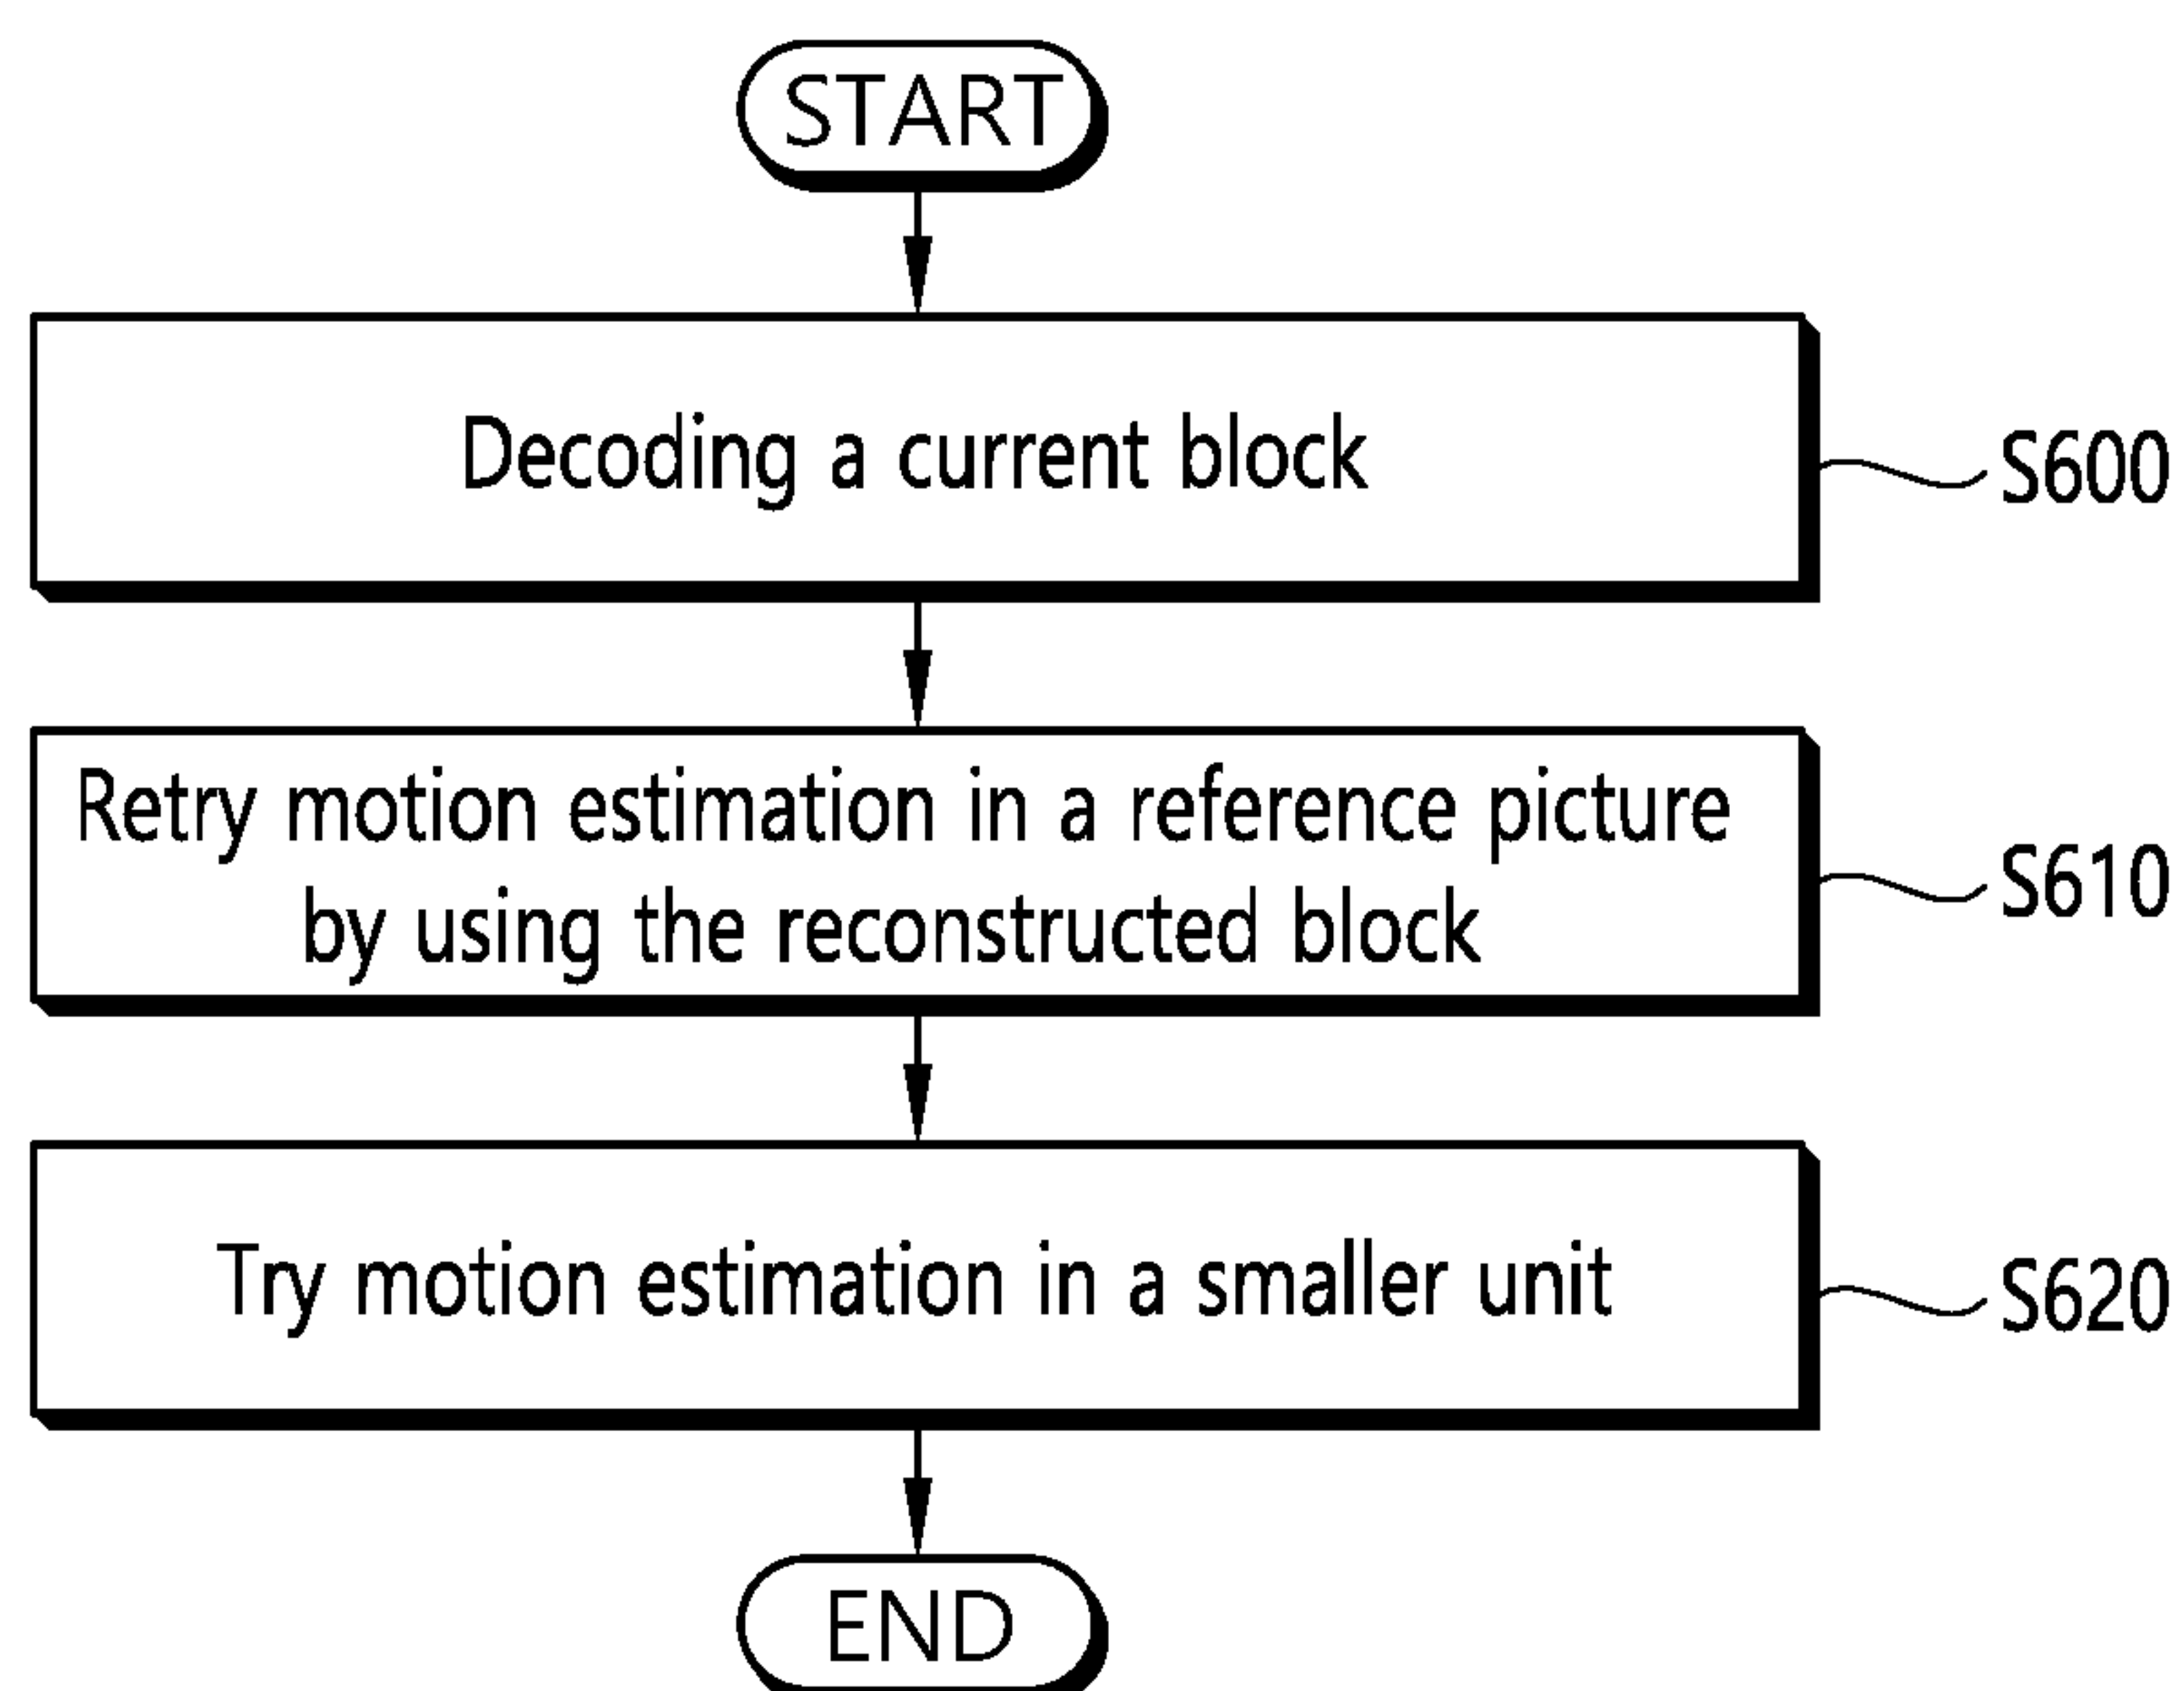 START
Decoding a current block
S600
Retry motion estimation in a reference picture
by using the reconstructed block
S610
Try motion estimation in a smaller unit
S620
END